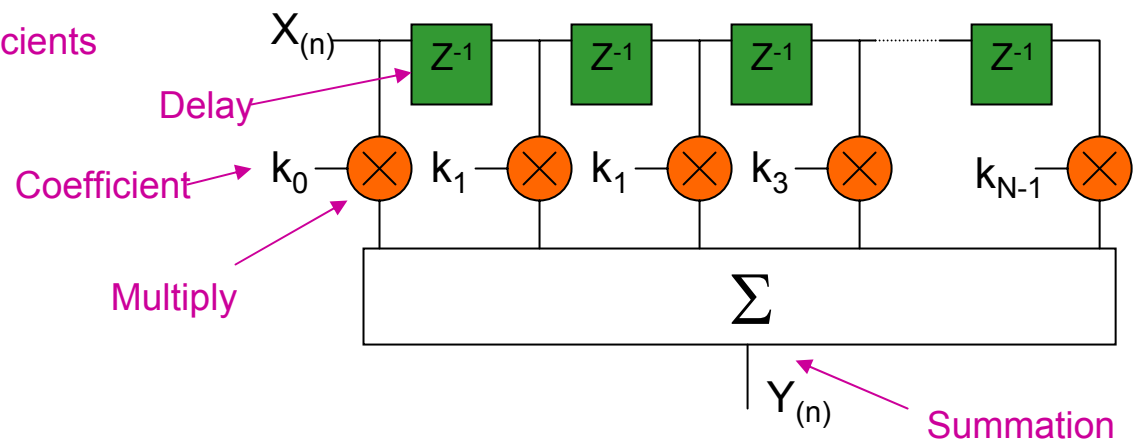 cients
X(n)
Z-1 Z-1 Z-1 Z-1
Delay
Coefficient
k0 k1 k1 k3 kN-1
Multiply
Σ
Y(n)
Summation